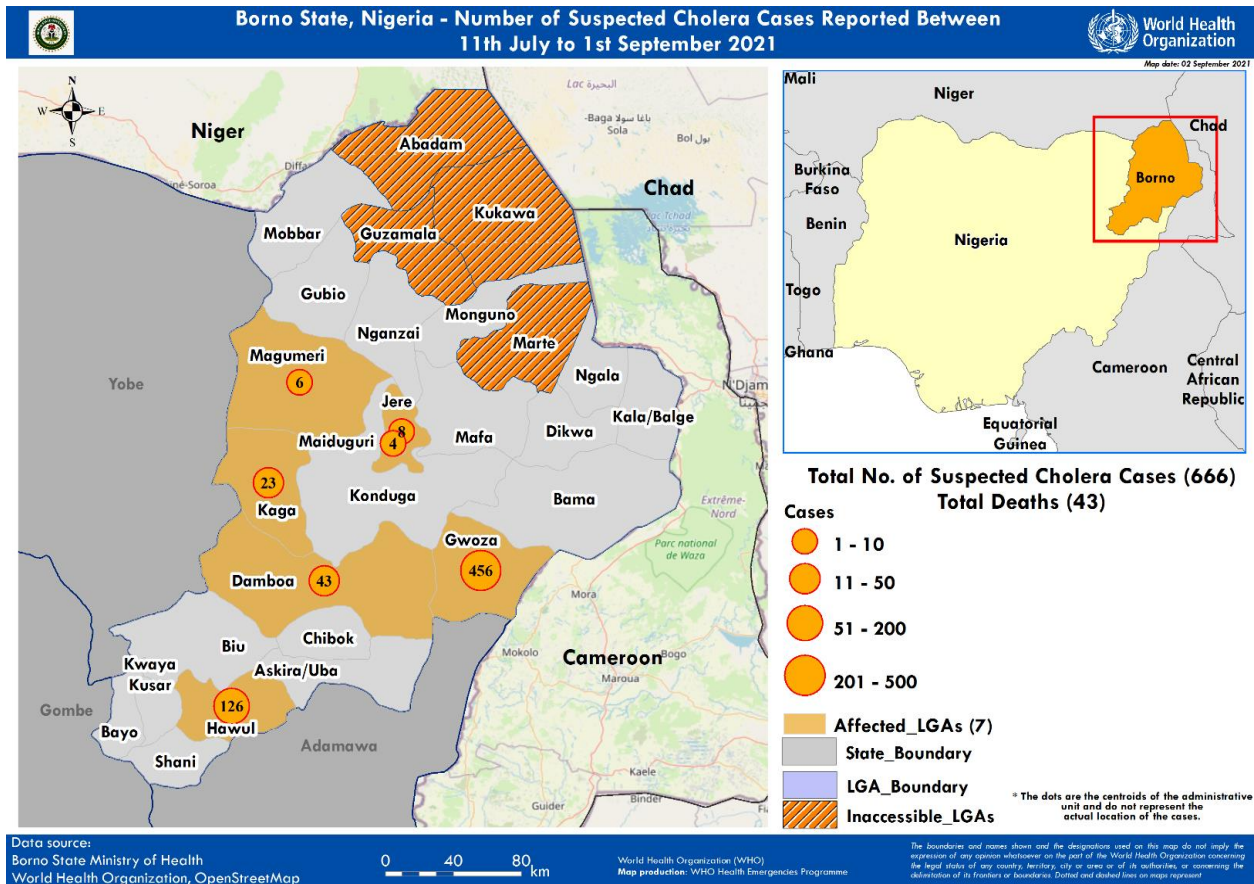 Borno State, Nigeria - Number of Suspected Cholera Cases Reported Between
11th July to 1st September 2021
World Health
Organization
Map date: 02 September 2021
N
W
E
S
Niger
Diffa
Lac
البحيرة
Baga Sola
باغا سولا
Bol بول
Chad
Lac Tchad
Abadam
Kukawa
Guzamala
Mobbar
Gubio
Nganzai
Monguno
Marte
Magumeri
6
Yobe
Jere
8
4
Maiduguri
Mafa
Ngala
Kala/Balge
Dikwa
23
Kaga
Konduga
Bama
Extrême-
Nord
Parc national
de Waza
Gwoza
456
Damboa
43
Mora
Chibok
Biu
Askira/Uba
Kwaya
Kusar
Mokolo
Cameroon
Bogo
Maroua
126
Hawul
Gombe
Bayo
Shani
Adamawa
Kaele
Guider
Binder
Mali
Niger
Chad
Burkina
Faso
Benin
Borno
Nigeria
Togo
Ghana
Cameroon
Central
African
Republic
Equatorial
Guinea
Total No. of Suspected Cholera Cases (666)
Total Deaths (43)
Cases
1 - 10
11 - 50
51 - 200
201 - 500
Affected_LGAs (7)
State_Boundary
LGA_Boundary
Inaccessible_LGAs
* The dots are the centroids of the administrative
unit and do not represent the
actual location of the cases.
Data source:
Borno State Ministry of Health
World Health Organization, OpenStreetMap
0 40 80
km
World Health Organization (WHO)
Map production: WHO Health Emergencies Programme
The boundaries and names shown and the designations used on this map do not imply the
expression of any opinion whatsoever on the part of the World Health Organization concerning
the legal status of any country, territory, city or area or of its authorities, or concerning the
delimitation of its frontiers or boundaries. Dotted and dashed lines on maps represent